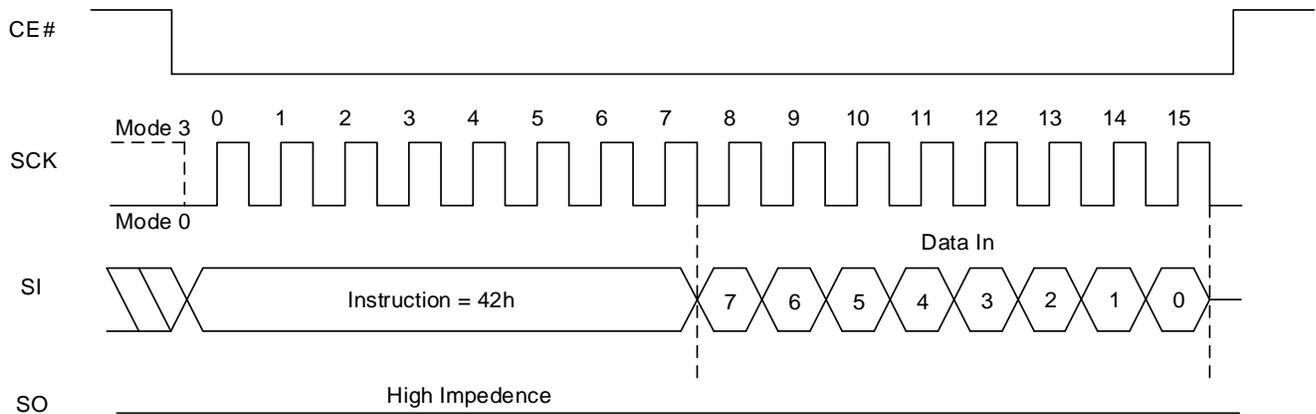 CE#
0 1 2 3 4 5 6 7 8 9 10 11 12 13 14 15
Mode 3
SCK
Mode 0
Data In
SI
Instruction = 42h 7 6 5 4 3 2 1 0
High Impedence
SO